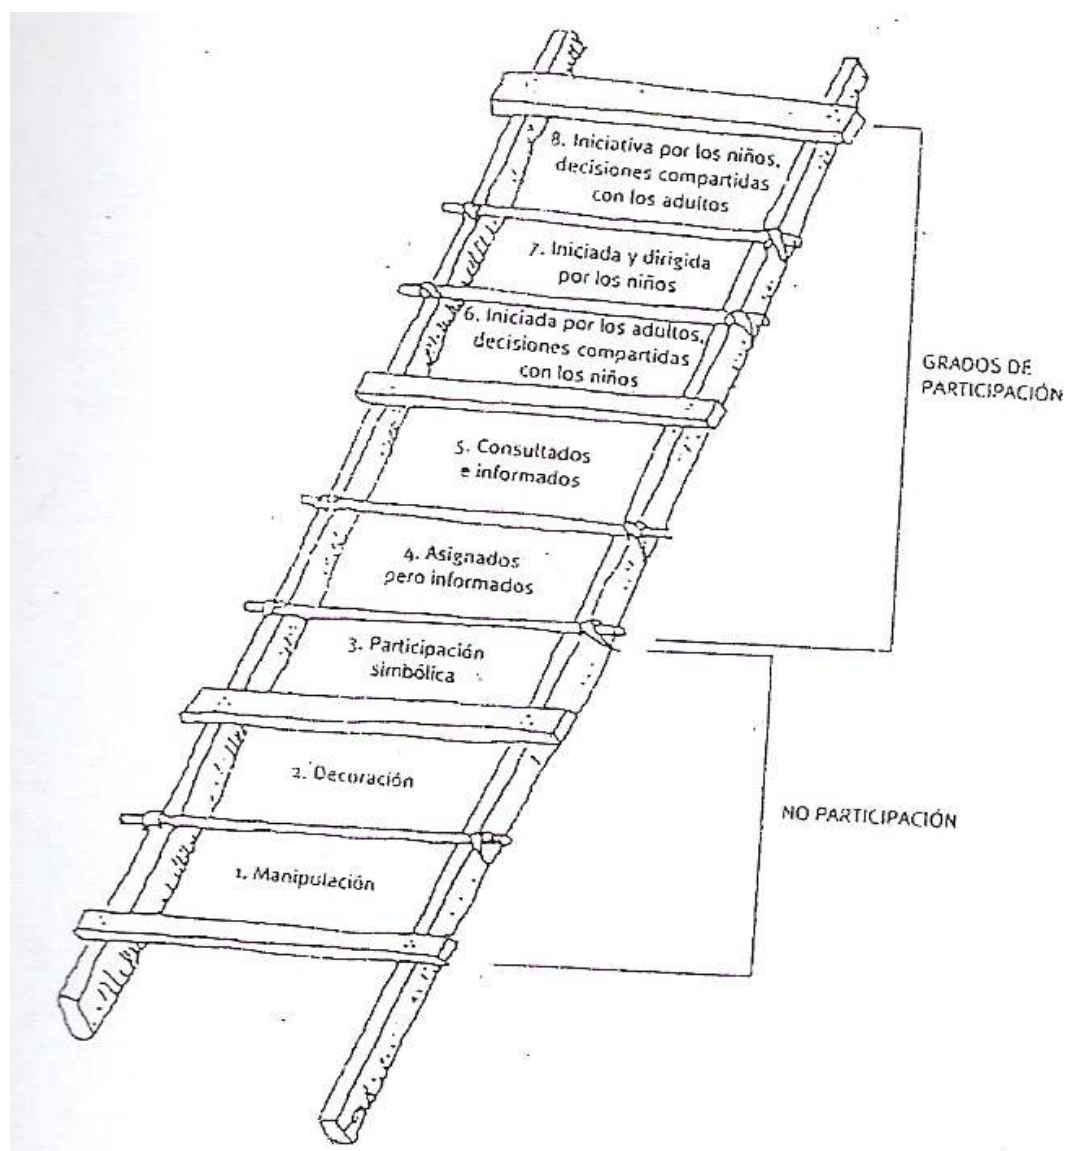 8. Iniciativa por los niños,
decisiones compartidas
con los adultos
7. Iniciada y dirigida
por los niños
6. Iniciada por los adultos,
decisiones compartidas
con los niños
GRADOS DE
PARTICIPACIÓN
5. Consultados
e informados
4. Asignados
pero informados
3. Participación
simbólica
2. Decoración
NO PARTICIPACIÓN
1. Manipulación